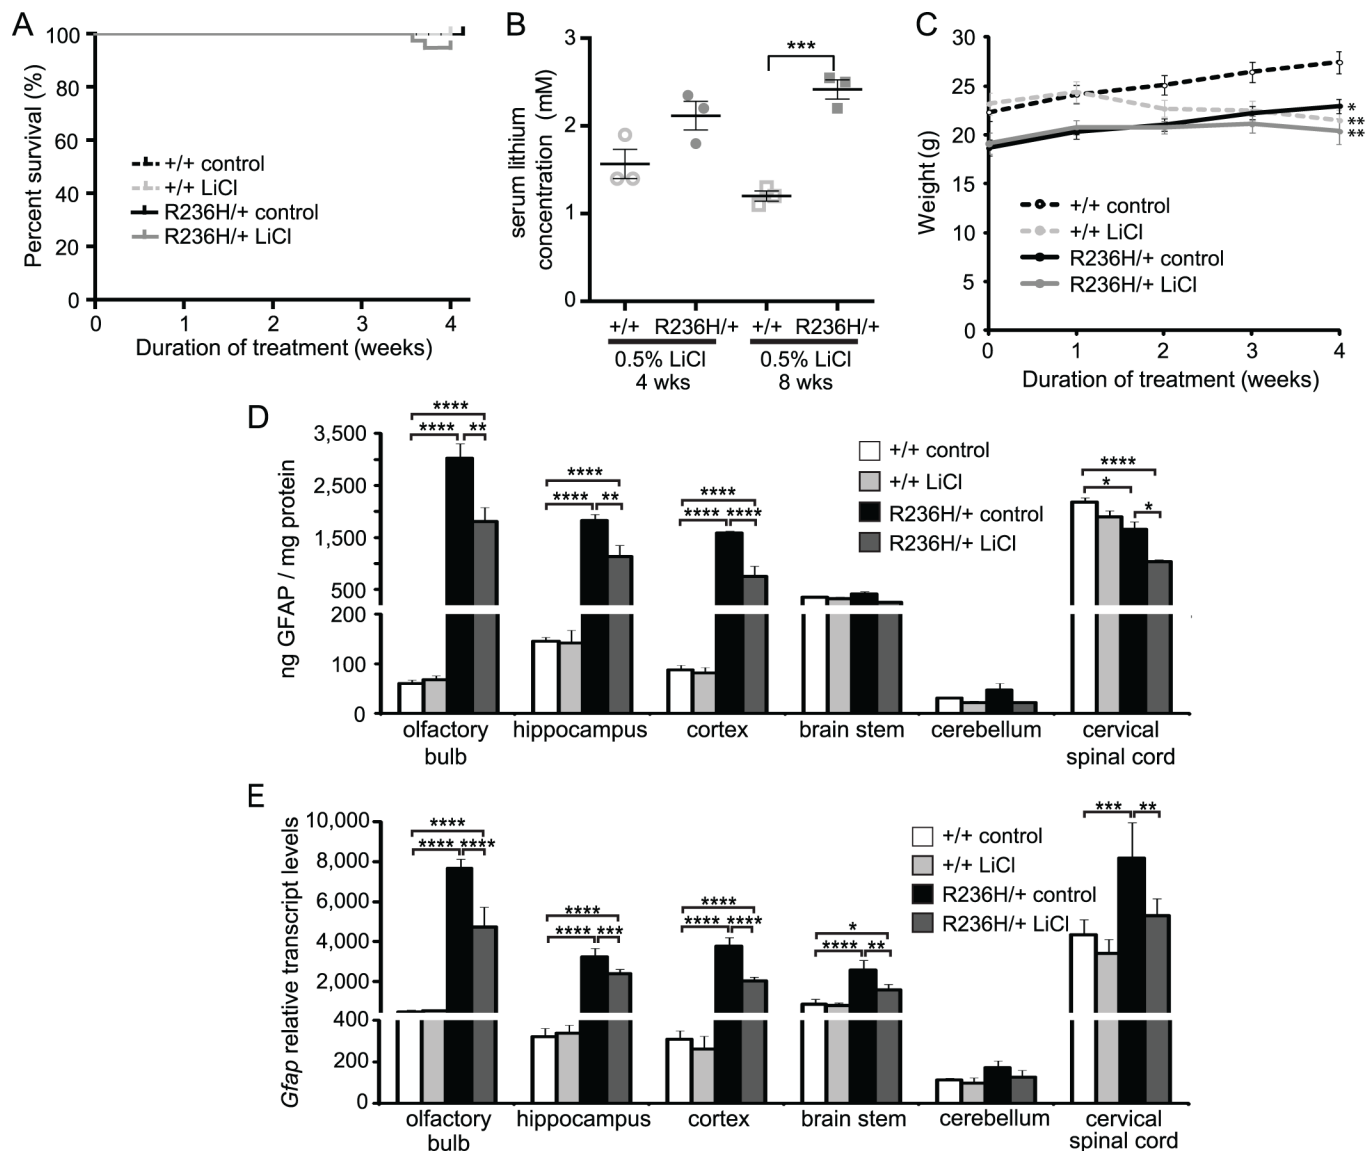 A
Percent survival (%)
100
80
60
40
20
0
+/+ control
+/+ LiCl
R236H/+ control
R236H/+ LiCl
0 1 2 3 4
Duration of treatment (weeks)
B
serum lithium
concentration (mM)
3
2
1
0
***
+/+ R236H/+ +/+ R236H/+
0.5% LiCl 0.5% LiCl
4 wks 8 wks
C
Weight (g)
30
25
20
15
10
5
0
*
**
**
+/+ control
+/+ LiCl
R236H/+ control
R236H/+ LiCl
0 1 2 3 4
Duration of treatment (weeks)
D
ng GFAP / mg protein
3,500
2,500
1,500
500
200
100
0
****
**** **
****
**** **
****
**** ****
****
*
*
+/+ control
+/+ LiCl
R236H/+ control
R236H/+ LiCl
olfactory hippocampus cortex brain stem cerebellum cervical
bulb spinal cord
E
Gfap relative transcript levels
10,000
8,000
6,000
4,000
2,000
400
200
0
****
**** ****
****
**** ***
****
**** ****
*
**** **
*** **
+/+ control
+/+ LiCl
R236H/+ control
R236H/+ LiCl
olfactory hippocampus cortex brain stem cerebellum cervical
bulb spinal cord